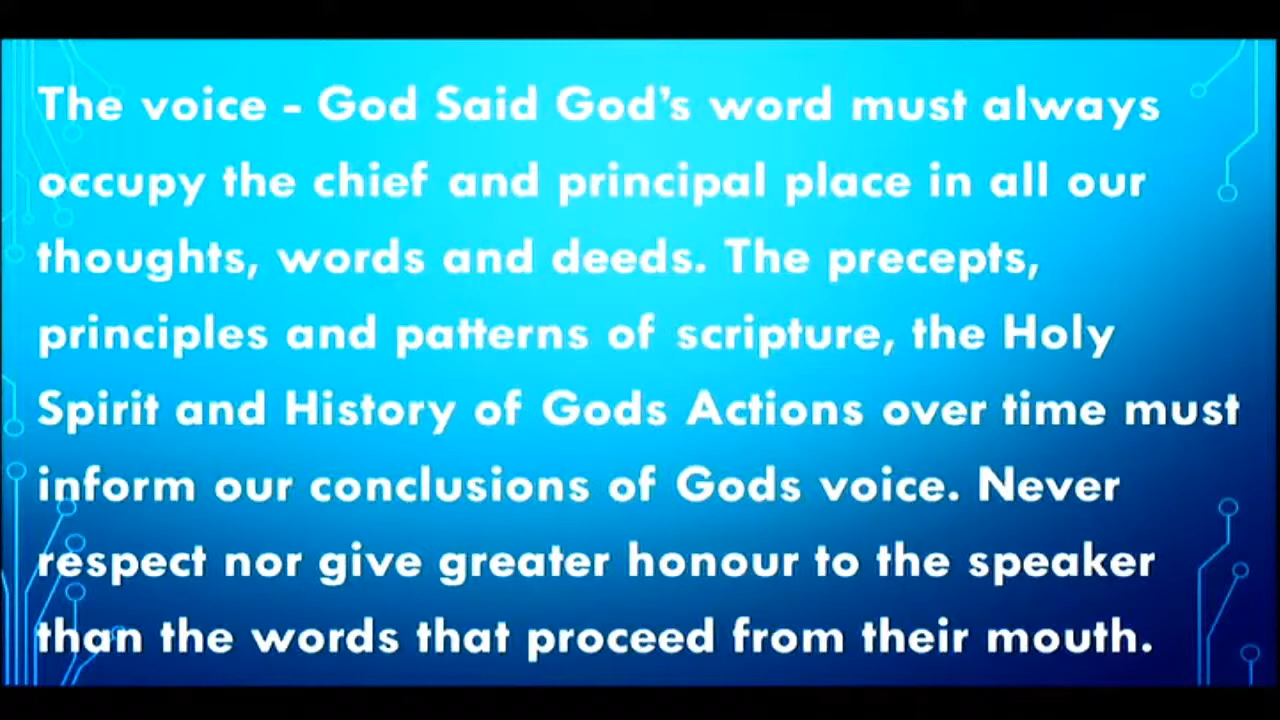 The voice - God Said God’s word must always
occupy the chief and principal place in all our
thoughts, words and deeds. The precepts,
principles and patterns of scripture, the Holy
Spirit and History of Gods Actions over time must
inform our conclusions of Gods voice. Never
respect nor give greater honour to the speaker
than the words that proceed from their mouth.